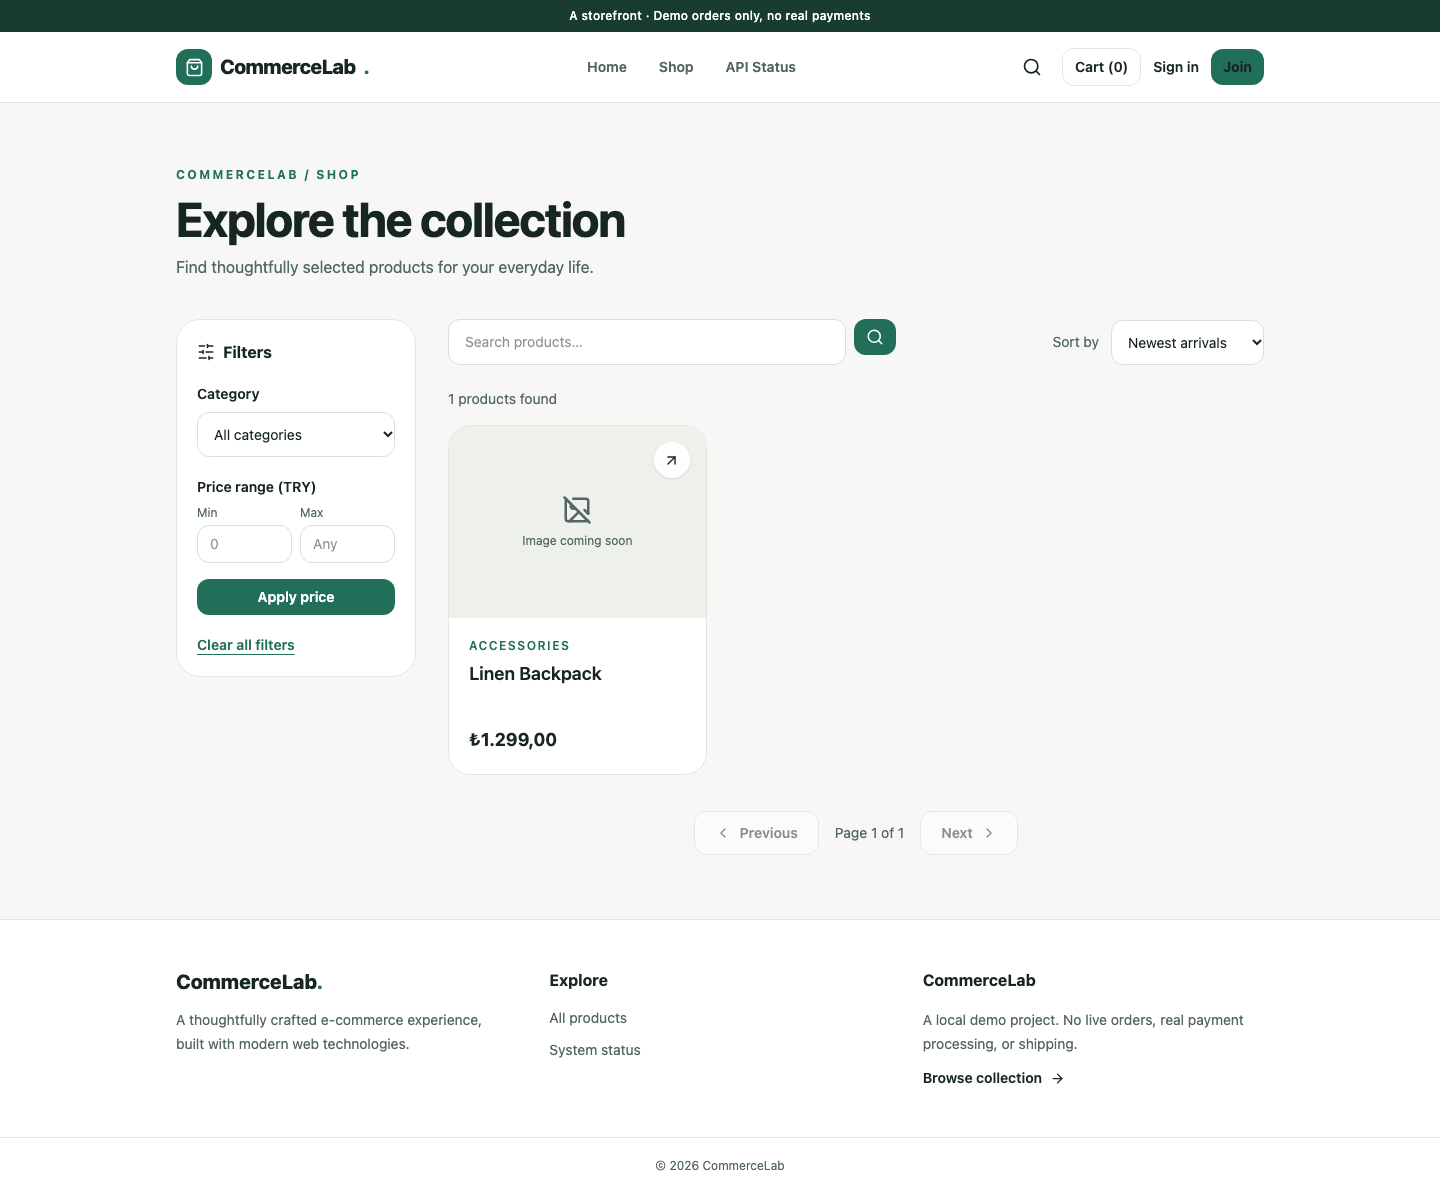 A storefront · Demo orders only, no real payments
CommerceLab .
Home
Shop
API Status
Cart (0)
Sign in
Join
COMMERCELAB / SHOP
Explore the collection
Find thoughtfully selected products for your everyday life.
Filters
Category
All categories
Price range (TRY)
Min
Max
0
Any
Apply price
Clear all filters
Search products...
Sort by
Newest arrivals
1 products found
Image coming soon
ACCESSORIES
Linen Backpack
₺1.299,00
Previous
Page 1 of 1
Next
CommerceLab.
A thoughtfully crafted e-commerce experience,
built with modern web technologies.
Explore
All products
System status
CommerceLab
A local demo project. No live orders, real payment
processing, or shipping.
Browse collection
© 2026 CommerceLab